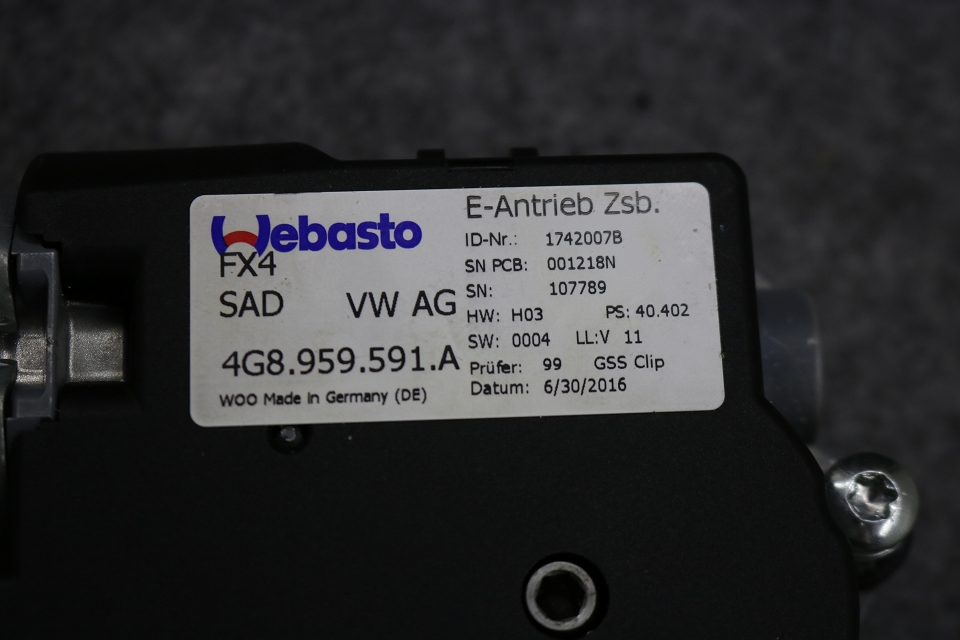 Webasto
FX4
SAD VW AG
4G8.959.591.A
WOO Made in Germany (DE)
E-Antrieb Zsb.
ID-Nr.: 1742007B
SN PCB: 001218N
SN: 107789
HW: H03 PS: 40.402
SW: 0004 LL:V 11
Prüfer: 99 GSS Clip
Datum: 6/30/2016